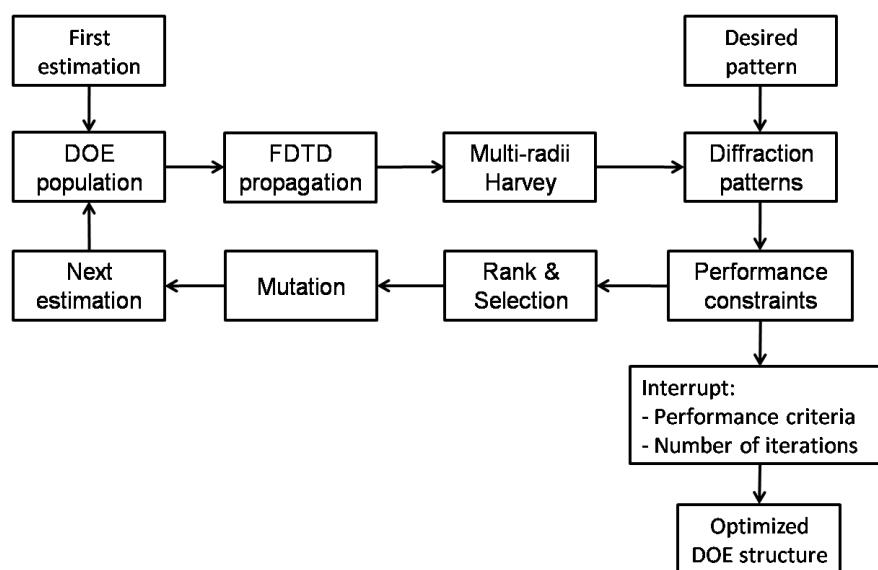 First
estimation
Desired
pattern
DOE
population
FDTD
propagation
Multi-radii
Harvey
Diffraction
patterns
Next
estimation
Mutation
Rank &
Selection
Performance
constraints
Interrupt:
- Performance criteria
- Number of iterations
Optimized
DOE structure